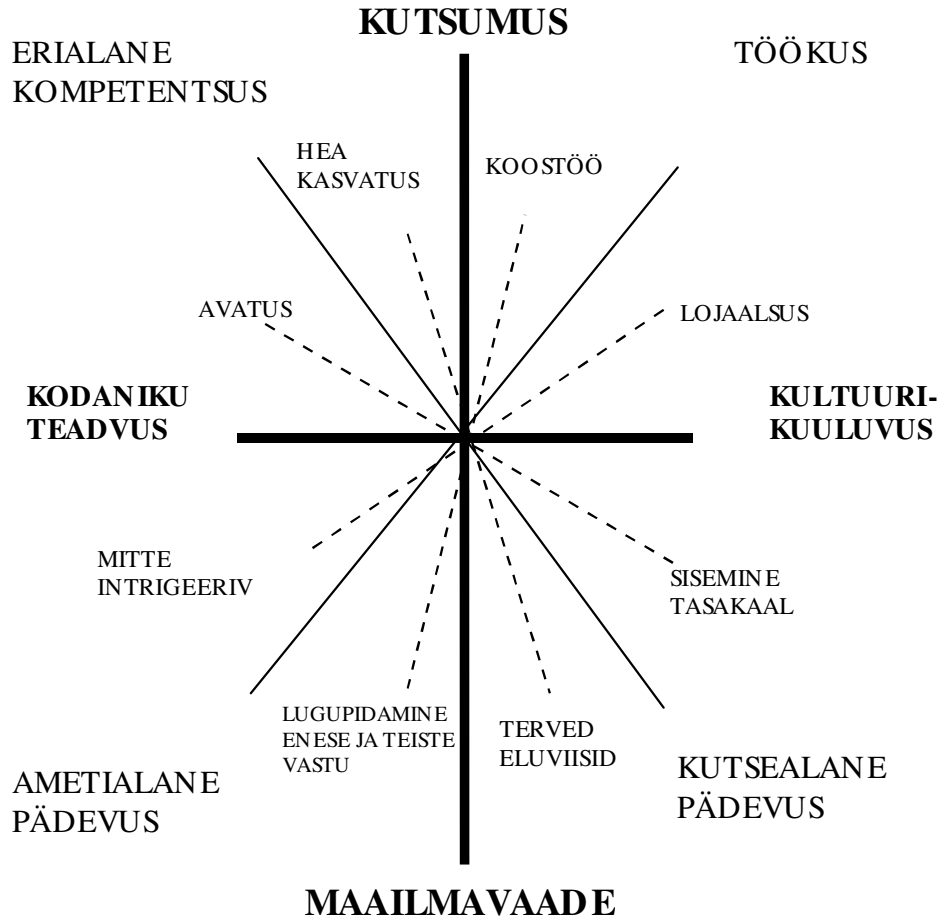 KUTSUMUS
ERIALANE
KOMPETENTSUS
TÖÖKUS
HEA
KASVATUS
KOOSTÖÖ
AVATUS
LOJAALSUS
KODANIKU
TEADVUS
KULTUURI-
KUULUVUS
MITTE
INTRIGEERIV
SISEMINE
TASAKAAL
LUGUPIDAMINE
ENESE JA TEISTE
VASTU
TERVED
ELUVIISID
AMETIALANE
PÄDEVUS
KUTSEALANE
PÄDEVUS
MAAILMAVAADE